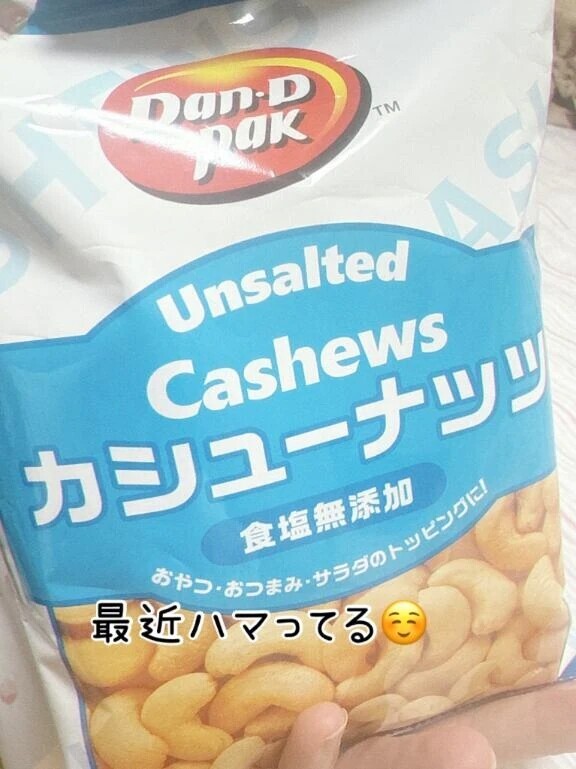 Dan·D
pak
TM
Unsalted
Cashews
カシューナッツ
食塩無添加
おやつ・おつまみ・サラダのトッピングに!
最近ハマってる☺️